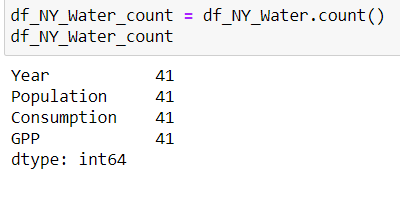 df_NY_Water_count = df_NY_Water.count()
df_NY_Water_count
Year 41
Population 41
Consumption 41
GPP 41
dtype: int64